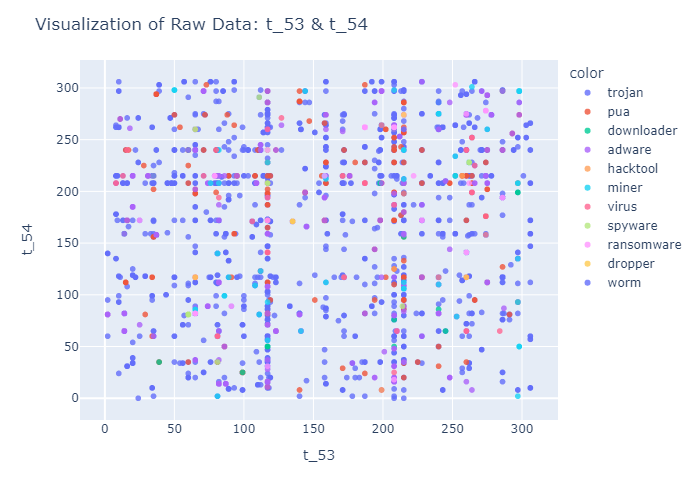 Visualization of Raw Data: t_53 & t_54
color
trojan
pua
downloader
adware
hacktool
miner
virus
spyware
ransomware
dropper
worm
t_54
300
250
200
150
100
50
0
0 50 100 150 200 250 300
t_53